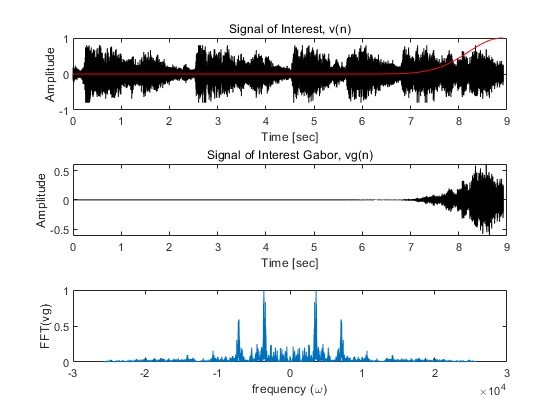 Signal of Interest, v(n)
1
0
-1
Amplitude
0 1 2 3 4 5 6 7 8 9
Time [sec]
Signal of Interest Gabor, vg(n)
0.5
0
-0.5
Amplitude
0 1 2 3 4 5 6 7 8 9
Time [sec]
1
0.5
0
FFT(vg)
-3 -2 -1 0 1 2 3
frequency (ω)
×10^4